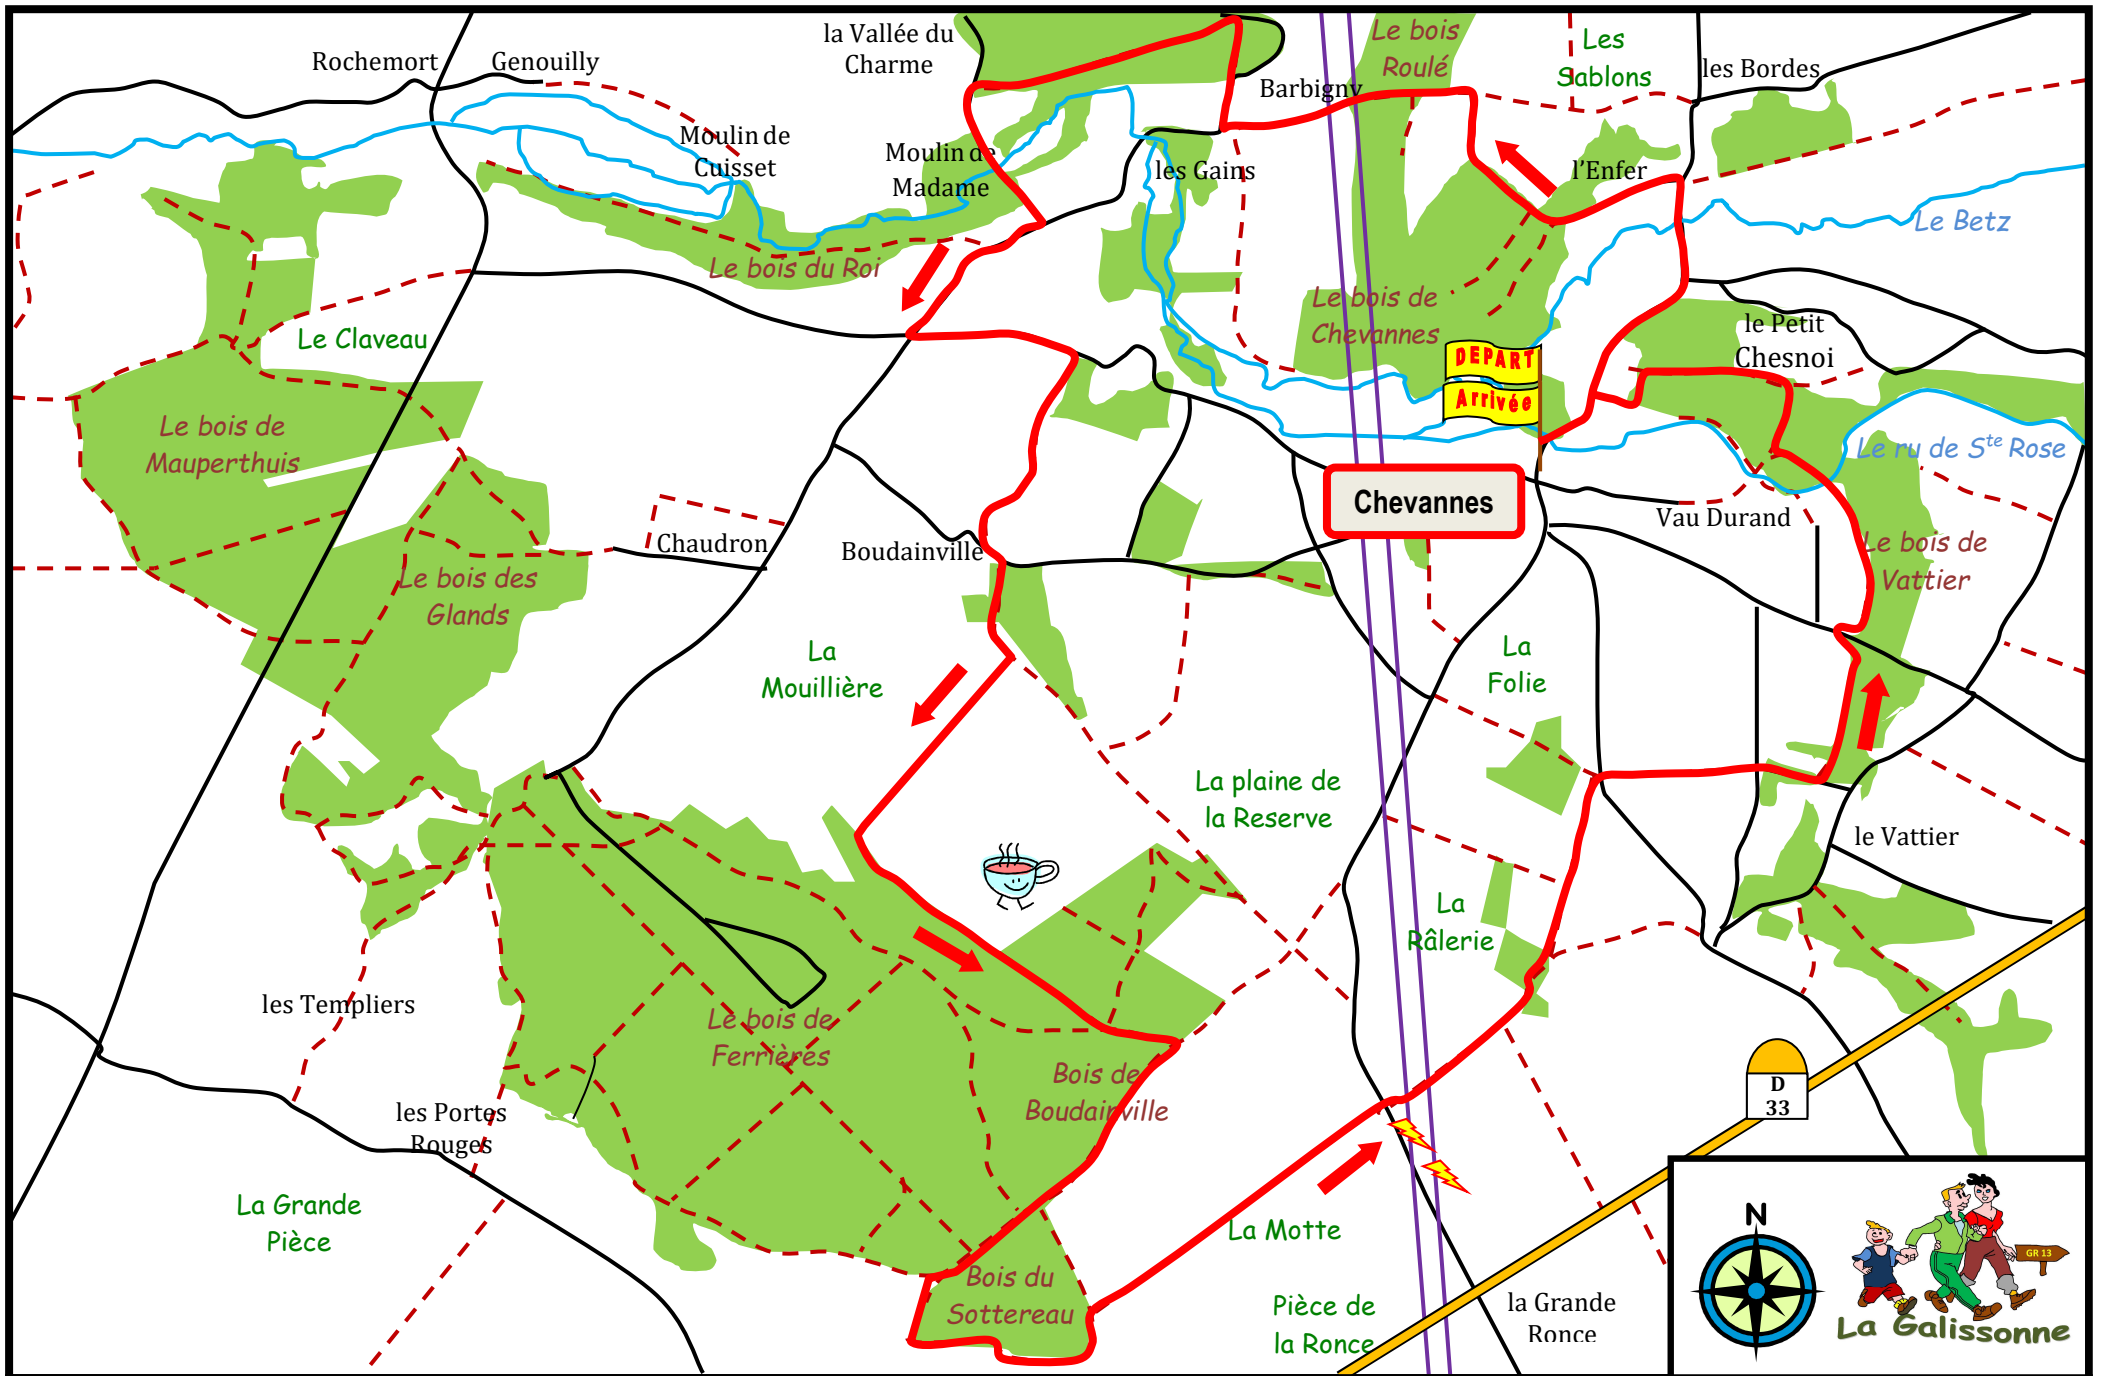 la Vallée du
Charme
Le bois
Roulé
Les
Sablons
les Bordes
Rochemort
Genouilly
Barbigny
Moulin de
Cuisset
Moulin de
Madame
les Gains
l'Enfer
Le Betz
Le bois du Roi
Le Claveau
Le bois de
Chevannes
le Petit
Chesnoi
DEPART
Arrivée
Le bois de
Mauperthuis
Le ru de Ste Rose
Chevannes
Vau Durand
Chaudron
Boudainville
Le bois de
Vattier
Le bois des
Glands
La
Mouillière
La
Folie
La plaine de
la Reserve
le Vattier
La
Râlerie
les Templiers
Le bois de
Ferrières
Bois de
Boudainville
D
33
les Portes
Rouges
La Grande
Pièce
La Motte
Bois du
Sottereau
Pièce de
la Ronce
la Grande
Ronce
N
GR 13
La Galissonne